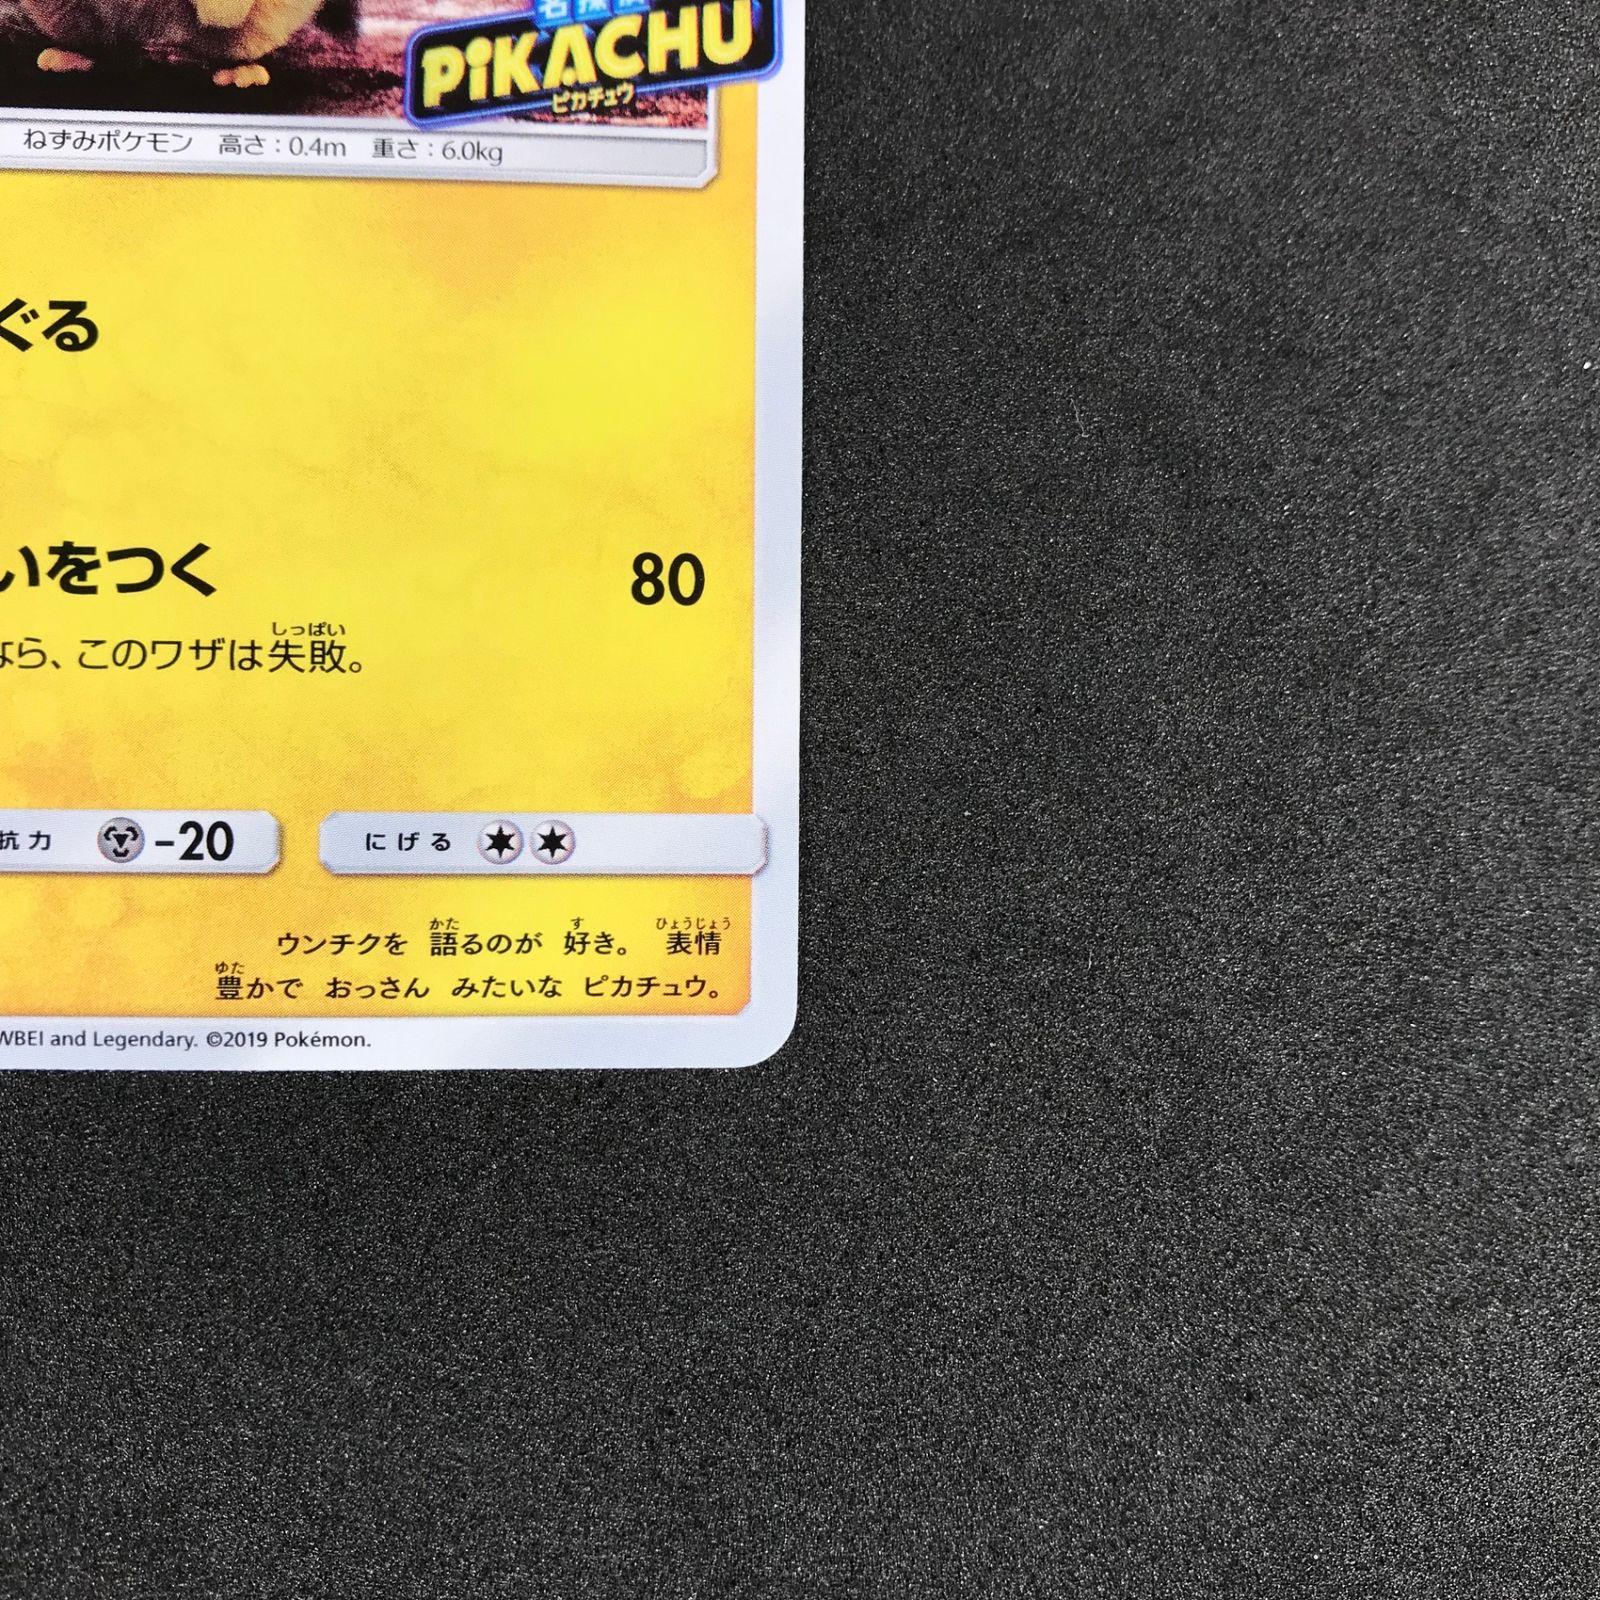 名探偵
PiKACHU
ピカチュウ
ねずみポケモン 高さ:0.4m 重さ:6.0kg
ぐる
いをつく 80
しっぱい
なら、このワザは失敗。
抗力 -20 にげる
かた す ひょうじょう
ウンチクを 語るのが 好き。 表情
ゆた
豊かで おっさん みたいな ピカチュウ。
WBEI and Legendary. ©2019 Pokémon.